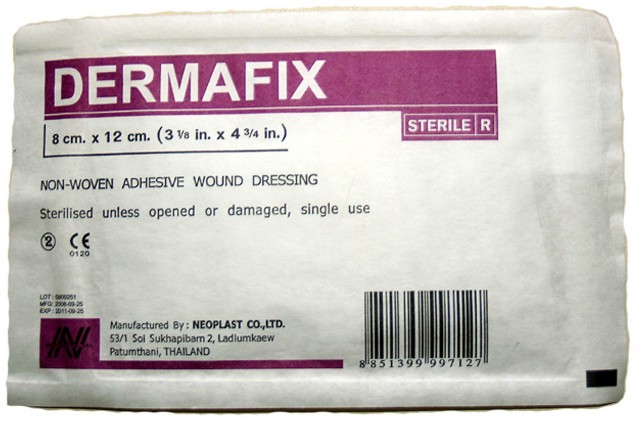 DERMAFIX
STERILE R
8 cm. x 12 cm. (3 1/8 in. x 4 3/4 in.)
NON-WOVEN ADHESIVE WOUND DRESSING
Sterilised unless opened or damaged, single use
2 CE
0120
LOT : 0809251
MFG: 2008-09-25
EXP : 2011-09-25
Manufactured By : NEOPLAST CO.,LTD.
53/1 Soi Sukhapibarn 2, Ladlumkaew
Patumthani, THAILAND
8 851399 997127